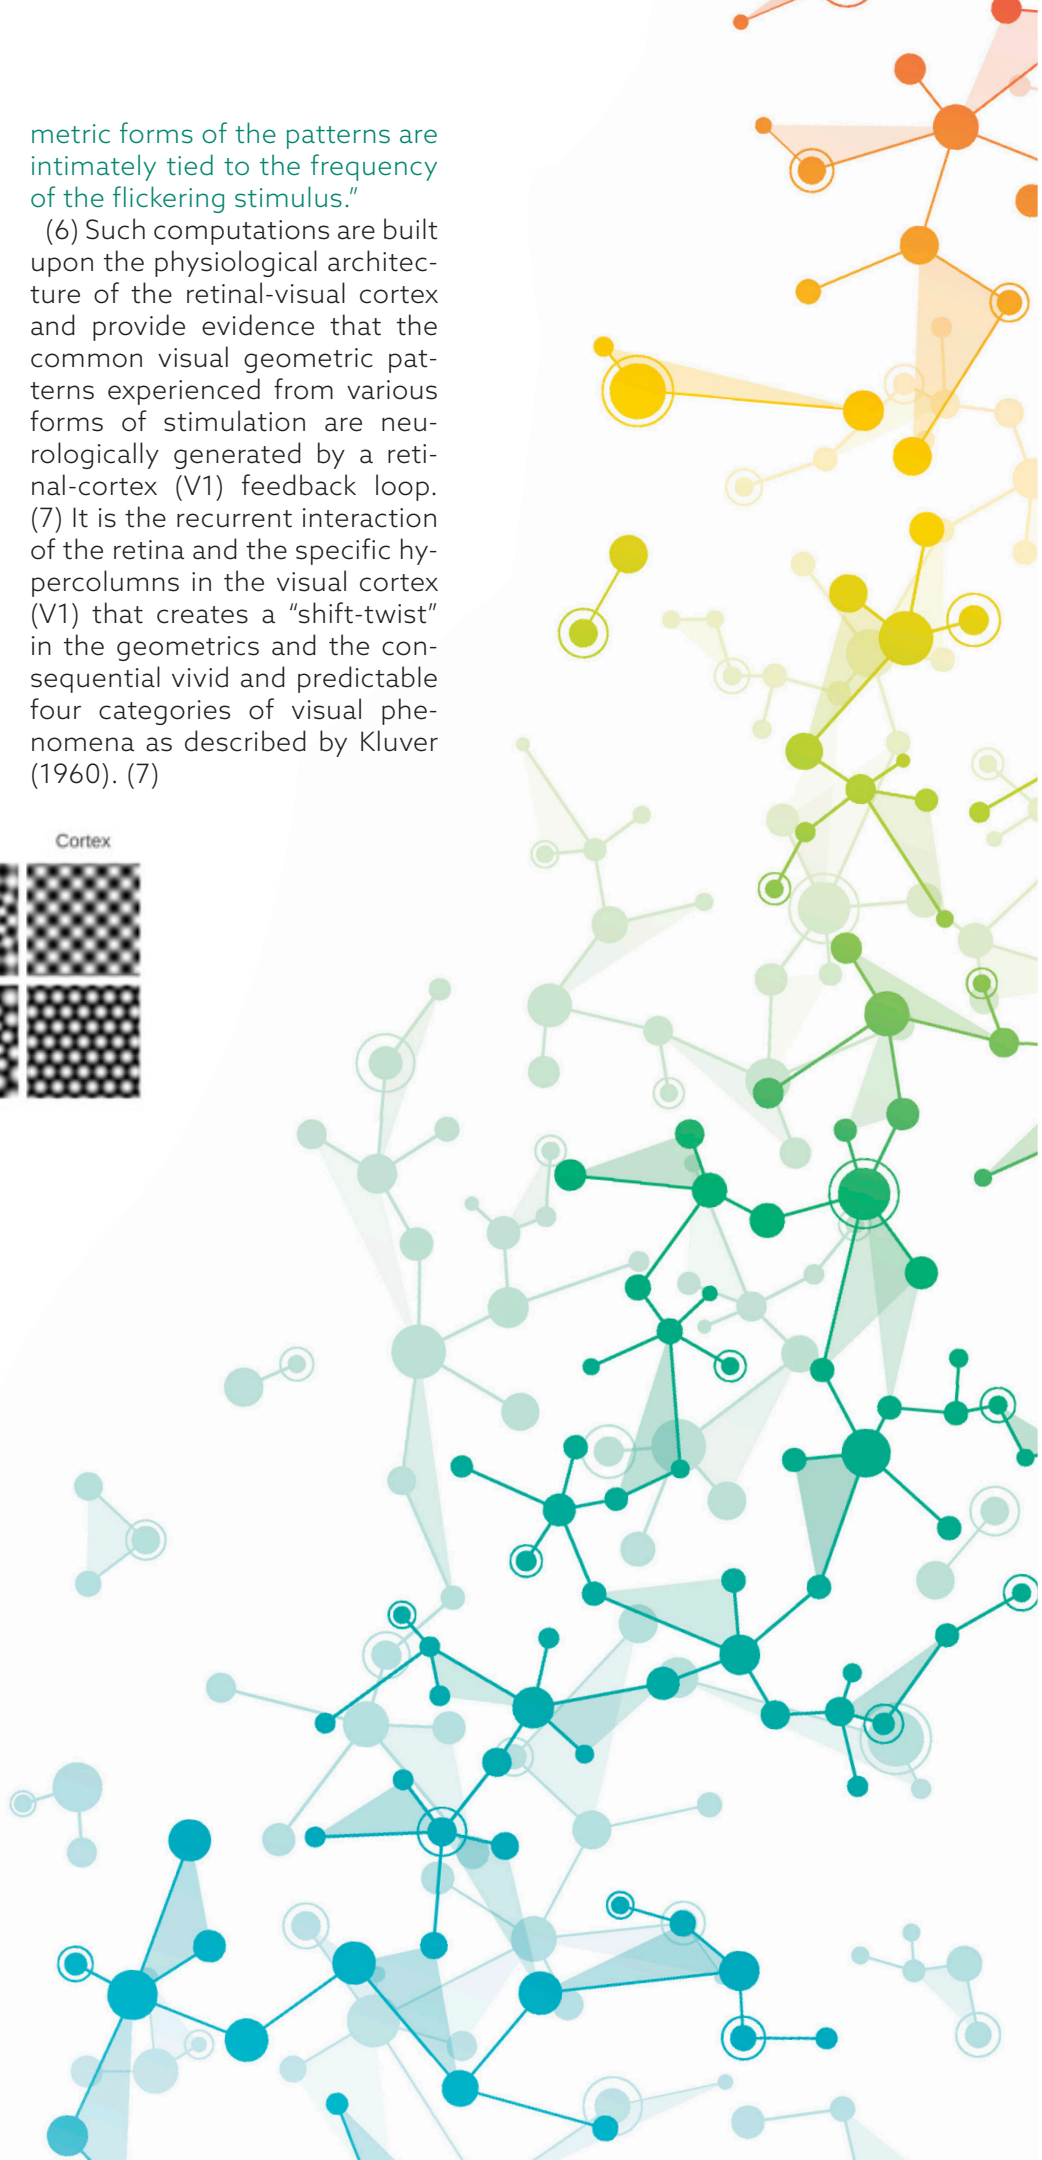 metric forms of the patterns are
intimately tied to the frequency
of the flickering stimulus.”
(6) Such computations are built
upon the physiological architec-
ture of the retinal-visual cortex
and provide evidence that the
common visual geometric pat-
terns experienced from various
forms of stimulation are neu-
rologically generated by a reti-
nal-cortex (V1) feedback loop.
(7) It is the recurrent interaction
of the retina and the specific hy-
percolumns in the visual cortex
(V1) that creates a “shift-twist”
in the geometrics and the con-
sequential vivid and predictable
four categories of visual phe-
nomena as described by Kluver
(1960). (7)
Cortex